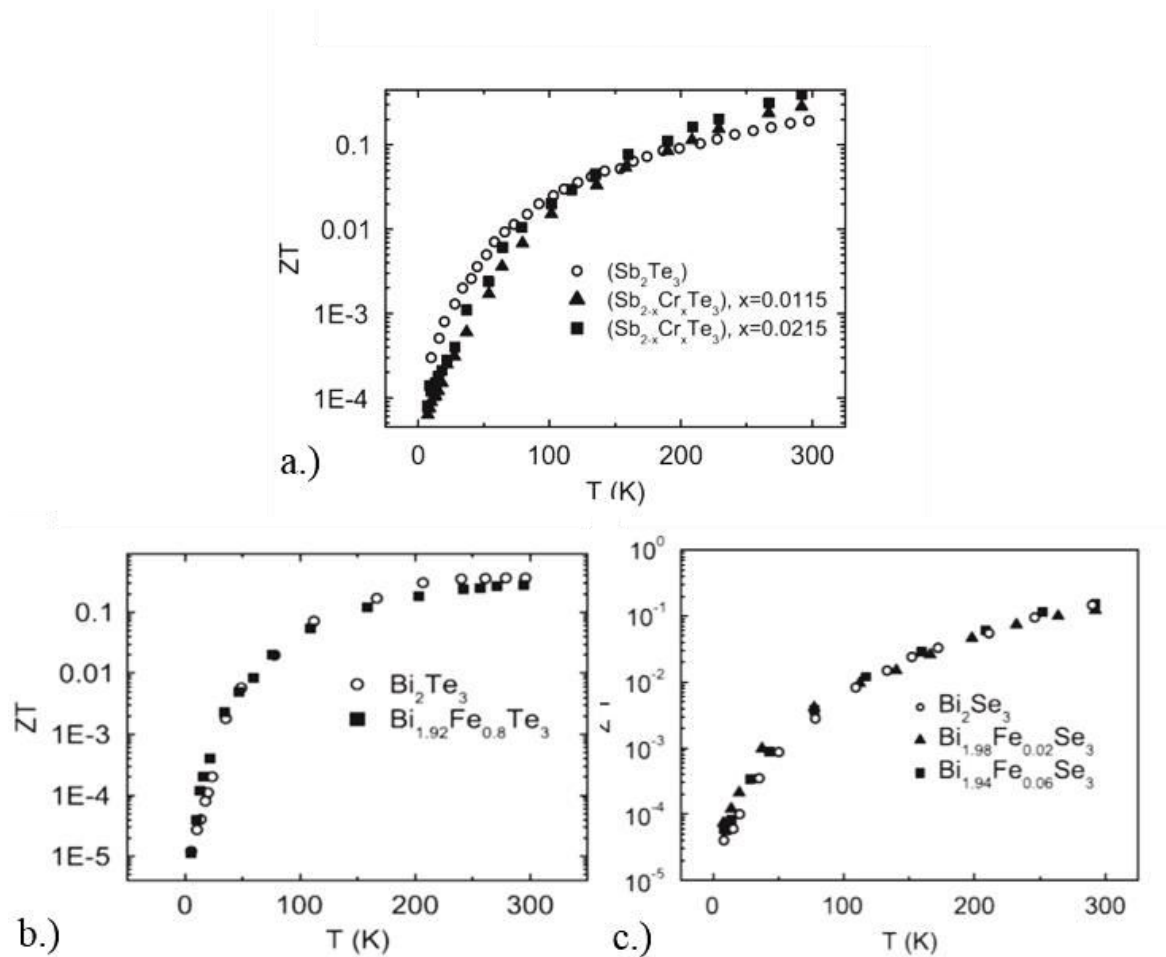 0.1
0.01
1E-3
1E-4
ZT
(Sb₂Te₃)
(Sb₂₋ₓCrₓTe₃), x=0.0115
(Sb₂₋ₓCrₓTe₃), x=0.0215
0 100 200 300
T (K)
a.)
0.1
0.01
1E-3
1E-4
1E-5
ZT
Bi₂Te₃
Bi₁.₉₂Fe₀.₈Te₃
0 100 200 300
T (K)
b.)
10⁰
10⁻¹
10⁻²
10⁻³
10⁻⁴
10⁻⁵
Bi₂Se₃
Bi₁.₉₈Fe₀.₀₂Se₃
Bi₁.₉₄Fe₀.₀₆Se₃
0 100 200 300
T (K)
c.)